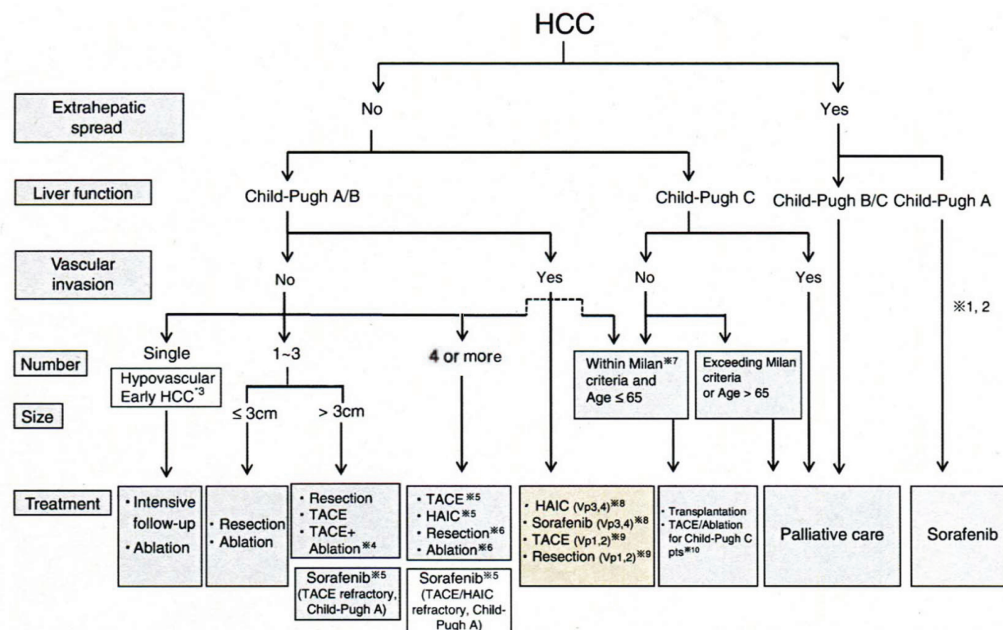 HCC
Extrahepatic
spread
No
Yes
Liver function
Child-Pugh A/B
Child-Pugh C
Child-Pugh B/C Child-Pugh A
Vascular
invasion
No
Yes
No
Yes
※1, 2
Number
Single
1~3
4 or more
Within Milan※7
criteria and
Age ≤ 65
Exceeding Milan
criteria
or Age > 65
Hypovascular
Early HCC*3
Size
≤ 3cm
> 3cm
Treatment
・Intensive
follow-up
・Ablation
・Resection
・Ablation
・Resection
・TACE
・TACE+
Ablation※4
・TACE※5
・HAIC※5
・Resection※6
・Ablation※6
・HAIC (Vp3,4)※8
・Sorafenib (Vp3,4)※8
・TACE (Vp1,2)※9
・Resection (Vp1,2)※9
・Transplantation
・TACE/Ablation
for Child-Pugh C
pts※10
Palliative care
Sorafenib
Sorafenib※5
(TACE refractory,
Child-Pugh A)
Sorafenib※5
(TACE/HAIC
refractory, Child-
Pugh A)